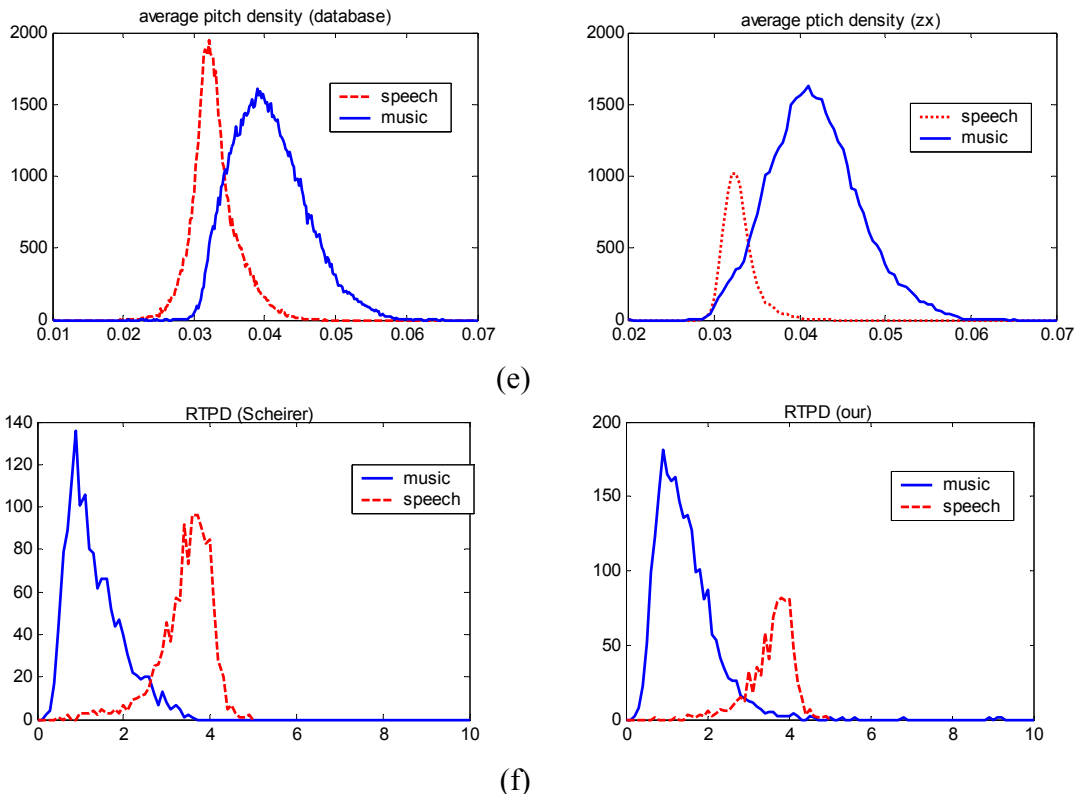 average pitch density (database)
2000
1500
1000
500
0
0.01 0.02 0.03 0.04 0.05 0.06 0.07
speech
music
average ptich density (zx)
2000
1500
1000
500
0
0.02 0.03 0.04 0.05 0.06 0.07
speech
music
(e)
RTPD (Scheirer)
140
120
100
80
60
40
20
0
0 2 4 6 8 10
music
speech
RTPD (our)
200
150
100
50
0
0 2 4 6 8 10
music
speech
(f)